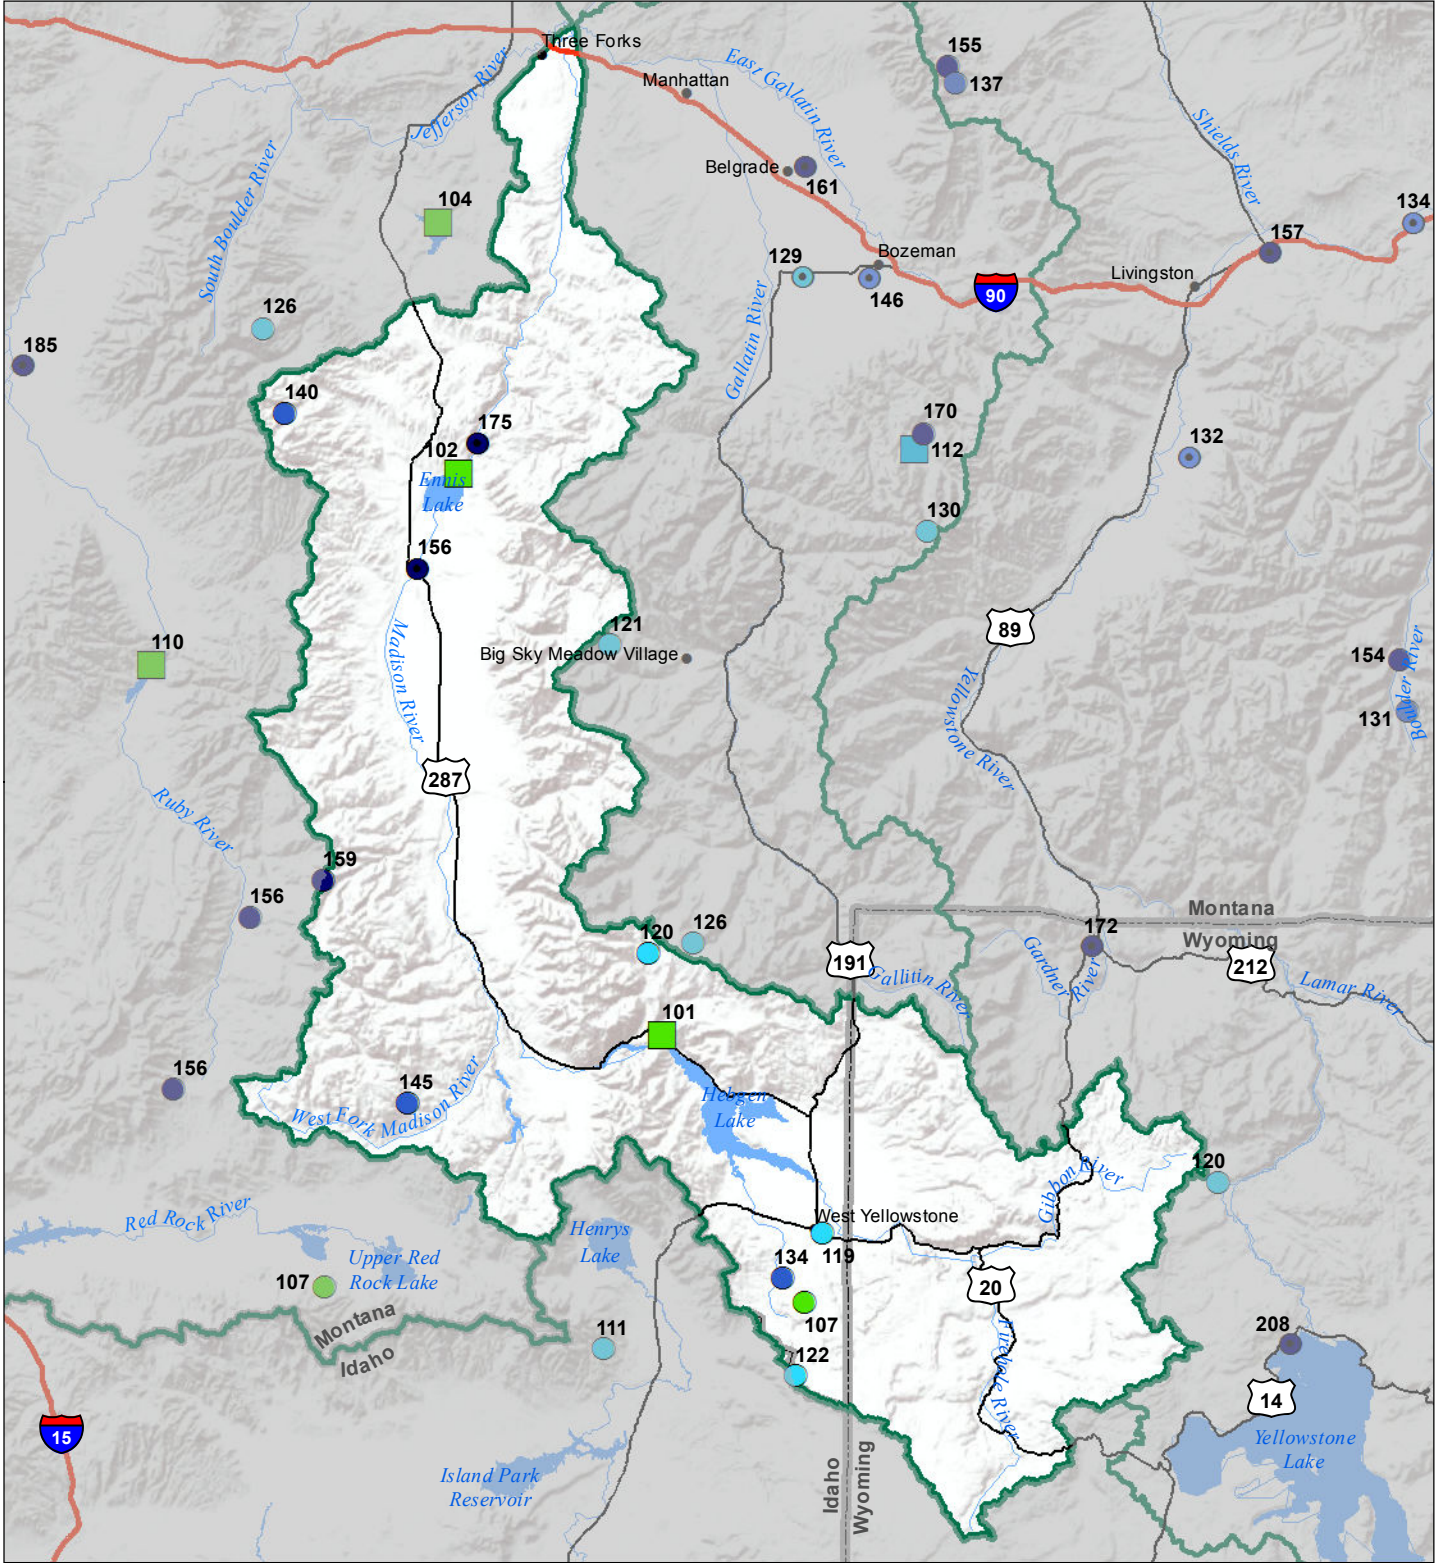 Three Forks
155
Jefferson River
Manhattan
East Gallatin River
137
Shields River
South Boulder River
Belgrade
161
104
134
157
129
Bozeman
146
90
Livingston
126
Gallatin River
185
140
175
170
112
132
102
Ennis
Lake
130
156
Madison River
121
Big Sky Meadow Village
89
110
154
Boulder River
131
Yellowstone River
287
Ruby River
159
156
120
126
Montana
Wyoming
172
191
Gallitin River
Gardner
River
212
Lamar River
101
156
145
West Fork Madison River
Hebgen
Lake
Gibbon River
120
Red Rock River
Henrys
Lake
West Yellowstone
119
Upper Red
Rock Lake
107
134
107
20
Montana
Idaho
111
122
Firehole River
208
14
15
Yellowstone
Lake
Island Park
Reservoir
Idaho
Wyoming